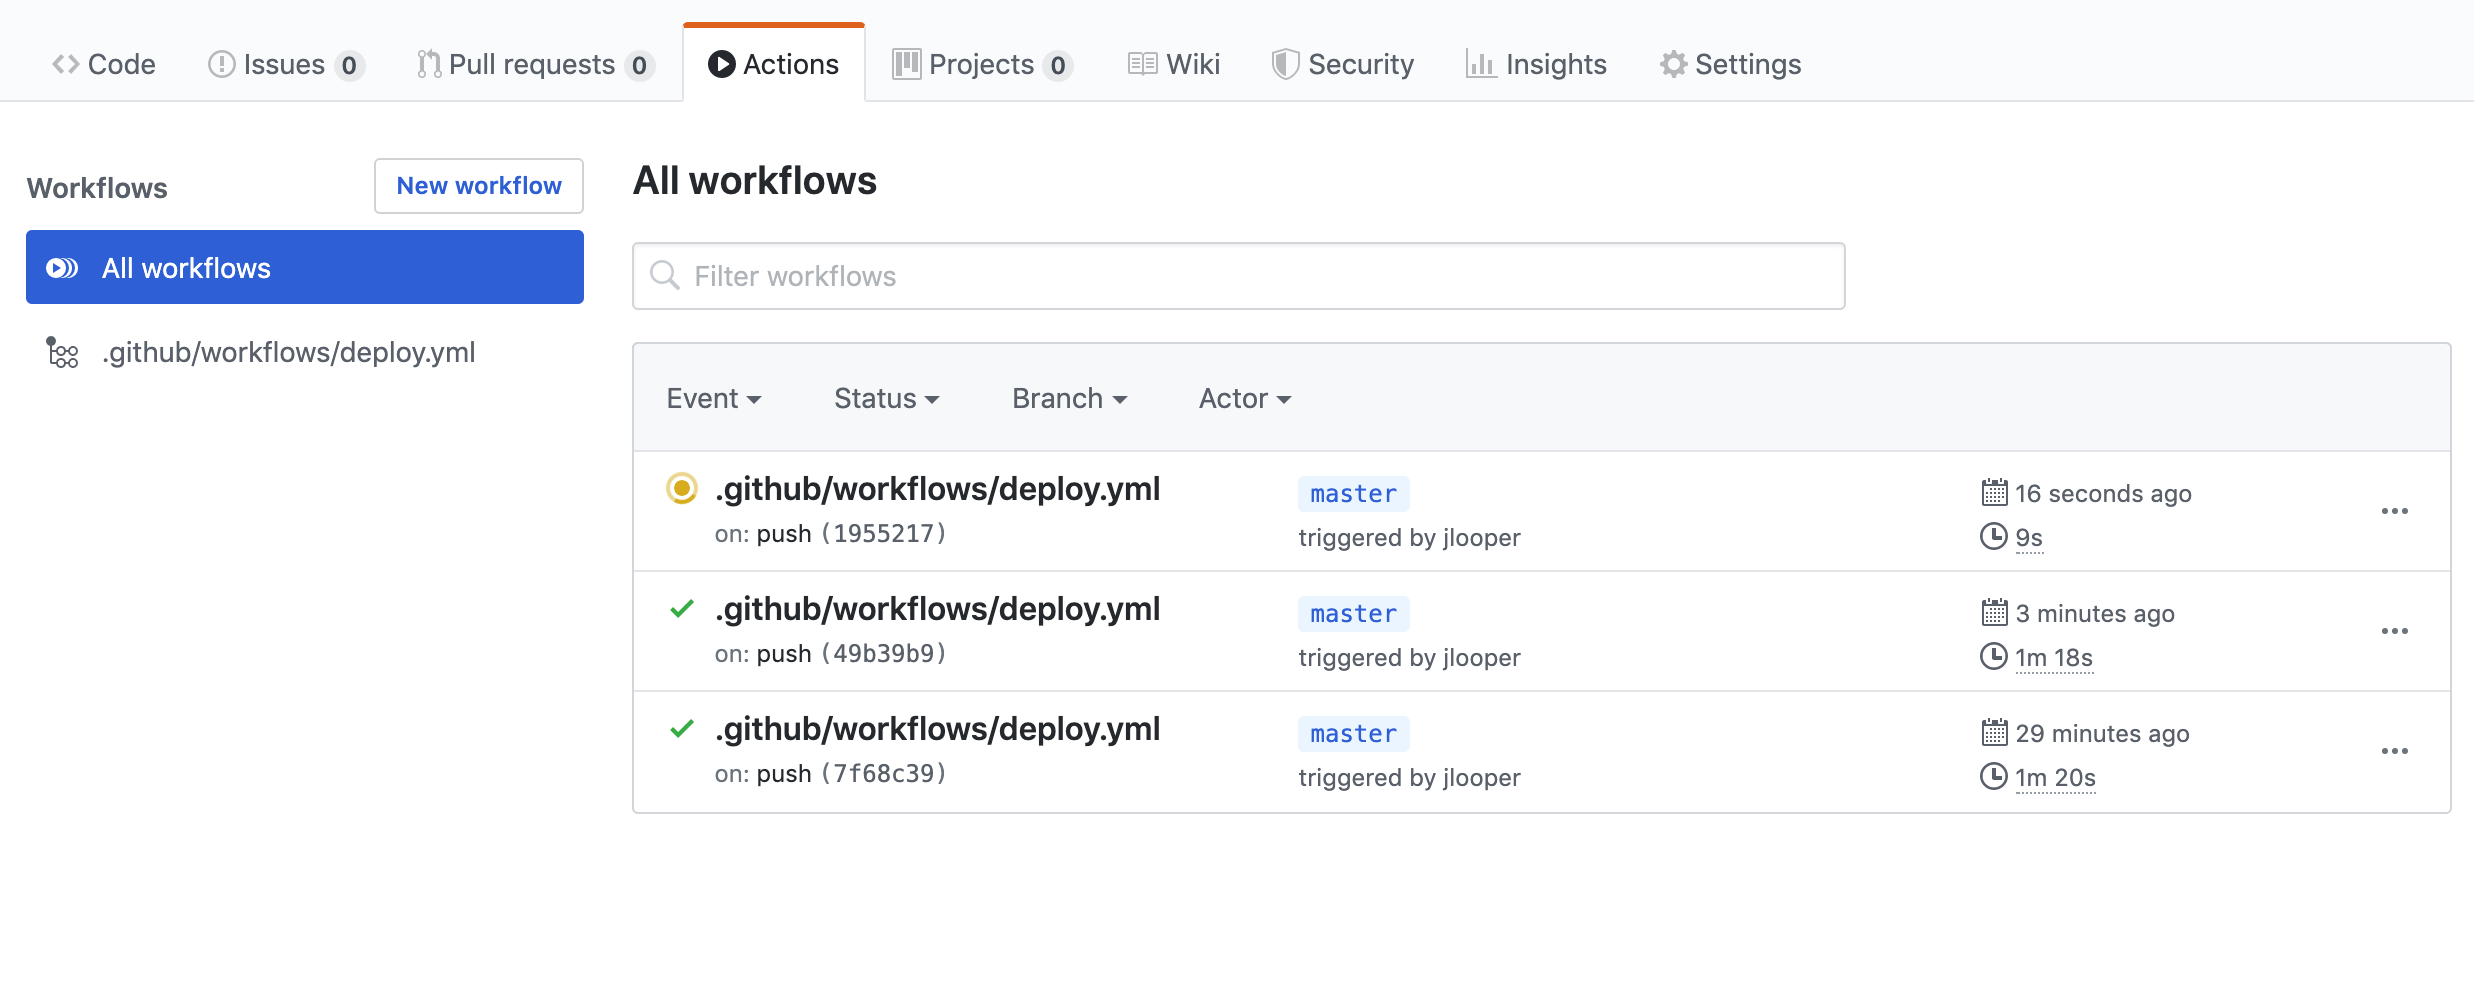 Code Issues 0 Pull requests 0 Actions Projects 0 Wiki Security Insights Settings
Workflows
New workflow
All workflows
.github/workflows/deploy.yml
All workflows
Filter workflows
Event Status Branch Actor
.github/workflows/deploy.yml
on: push (1955217)
master
triggered by jlooper
16 seconds ago
9s
.github/workflows/deploy.yml
on: push (49b39b9)
master
triggered by jlooper
3 minutes ago
1m 18s
.github/workflows/deploy.yml
on: push (7f68c39)
master
triggered by jlooper
29 minutes ago
1m 20s